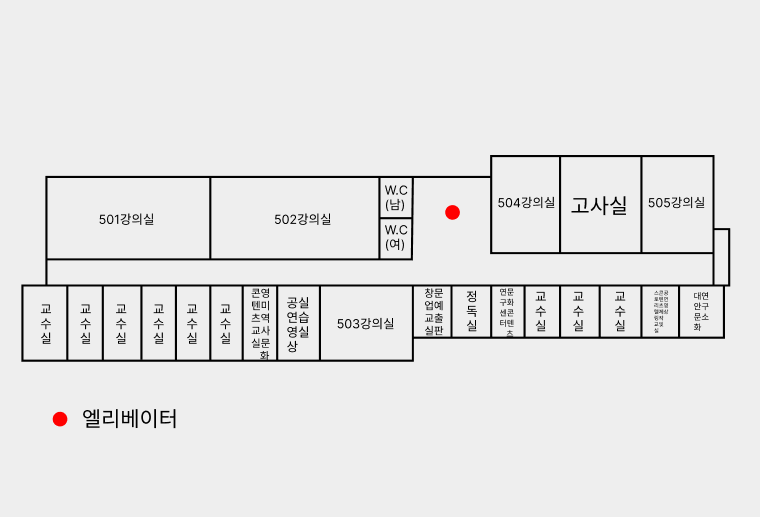 501강의실
502강의실
W.C
(남)
W.C
(여)
504강의실
고사실
505강의실
교
수
실
교
수
실
교
수
실
교
수
실
교
수
실
교
수
실
콘영
텐미
츠역
교사
실문
화
공실
연습
영실
상
503강의실
창문
업예
교출
실판
정
독
실
연문
구화
센콘
터텐
츠
교
수
실
교
수
실
교
수
실
대연
안구
문소
화
엘리베이터